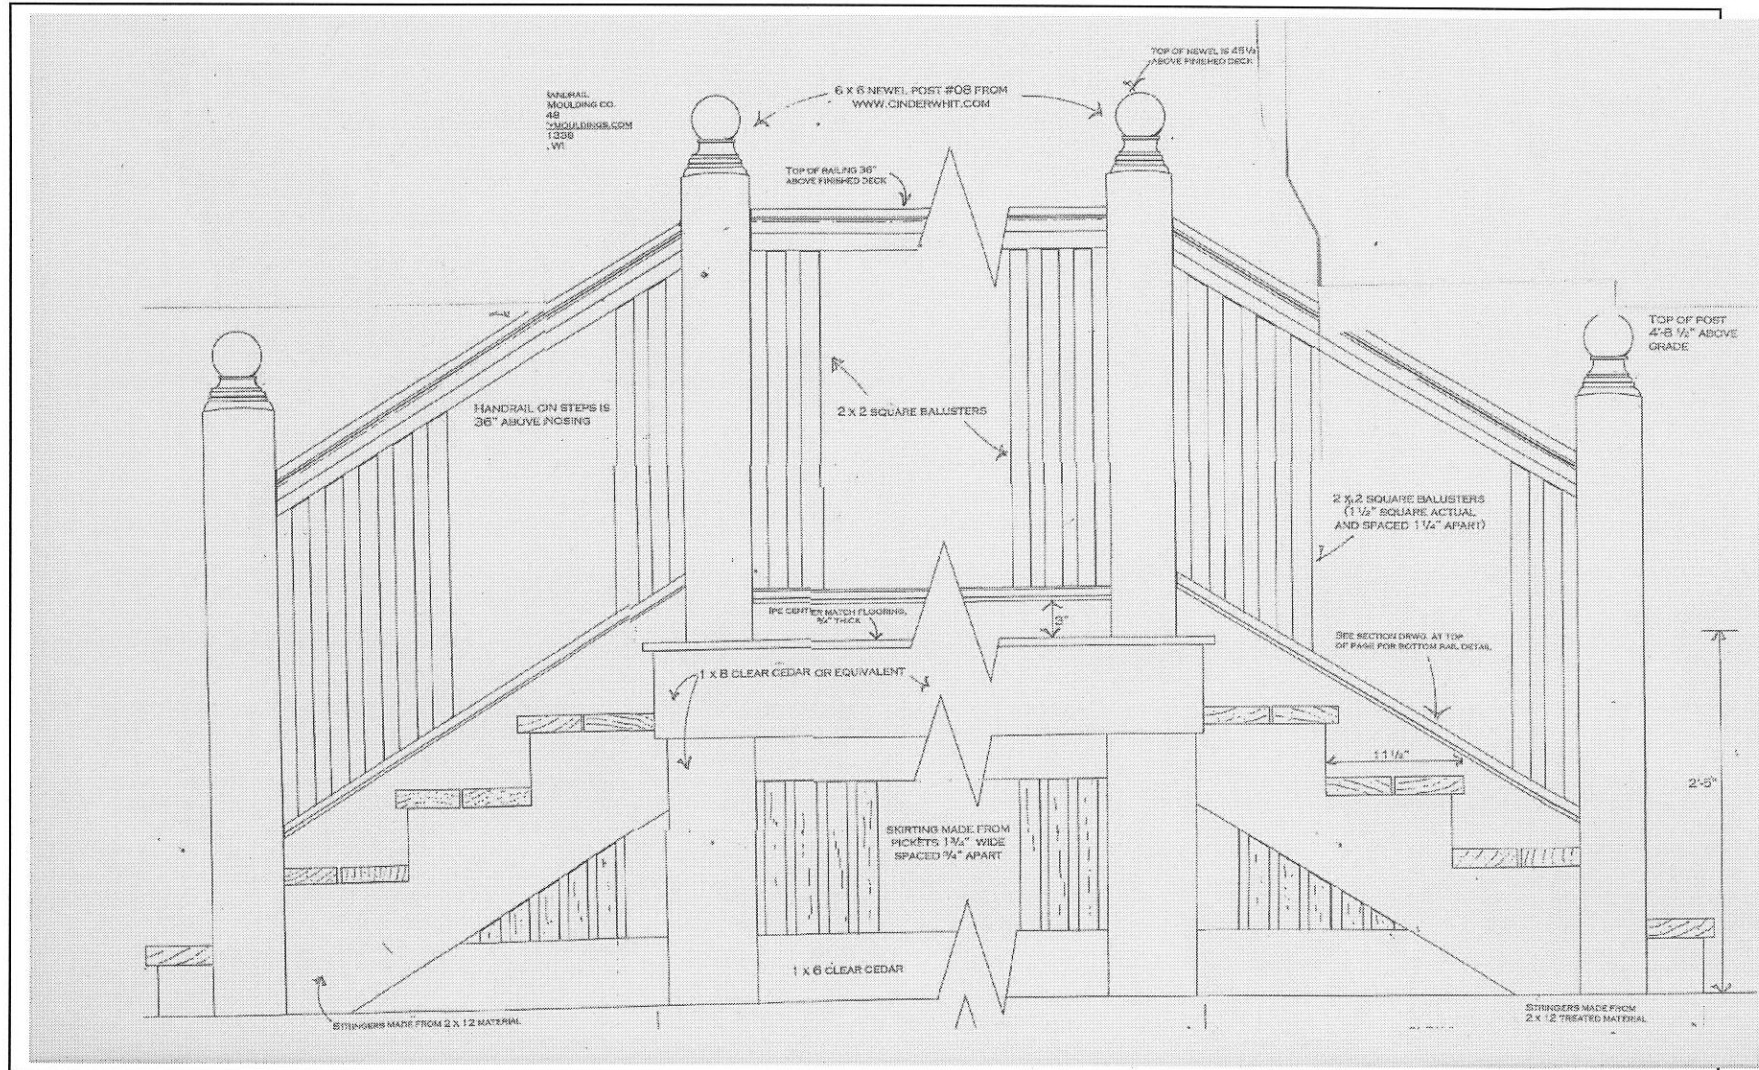 TOP OF NEWEL IS 45 1/2
ABOVE FINISHED DECK
6 X 6 NEWEL POST #08 FROM
WWW.CINDERWHIT.COM
MOULDING CO.
48
YMOULDINGS.COM
1336
, WI
TOP OF RAILING 36"
ABOVE FINISHED DECK
TOP OF POST
4'-8 1/2" ABOVE
GRADE
HANDRAIL ON STEPS IS
36" ABOVE NOSING
2 X 2 SQUARE BALUSTERS
2 X 2 SQUARE BALUSTERS
(1 1/2" SQUARE ACTUAL
AND SPACED 1 1/4" APART)
IPE CENTER MATCH FLOORING,
3/4" THICK
3"
SEE SECTION DRWG. AT TOP
OF PAGE FOR BOTTOM RAIL DETAIL
1 X 8 CLEAR CEDAR OR EQUIVALENT
11 1/4"
2'-5"
SKIRTING MADE FROM
PICKETS 1 3/4" WIDE
SPACED 3/4" APART
1 X 6 CLEAR CEDAR
STRINGERS MADE FROM 2 X 12 MATERIAL
STRINGERS MADE FROM
2 X 12 TREATED MATERIAL